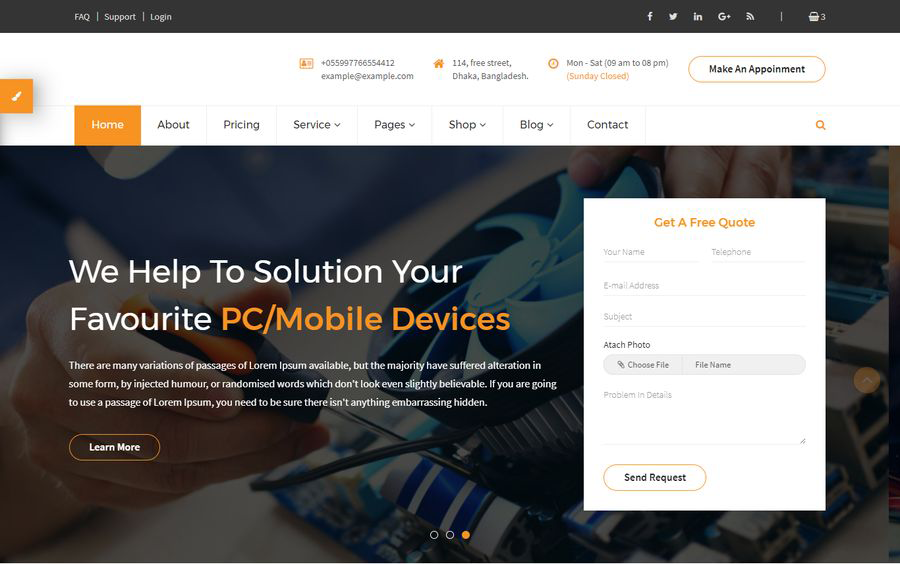 FAQ | Support | Login
3
+055997766554412
example@example.com
114, free street,
Dhaka, Bangladesh.
Mon - Sat (09 am to 08 pm)
(Sunday Closed)
Make An Appoinment
Home About Pricing Service Pages Shop Blog Contact
We Help To Solution Your
Favourite PC/Mobile Devices
There are many variations of passages of Lorem Ipsum available, but the majority have suffered alteration in
some form, by injected humour, or randomised words which don't look even slightly believable. If you are going
to use a passage of Lorem Ipsum, you need to be sure there isn't anything embarrassing hidden.
Learn More
Get A Free Quote
Your Name Telephone
E-mail Address
Subject
Atach Photo
Choose File File Name
Problem In Details
Send Request